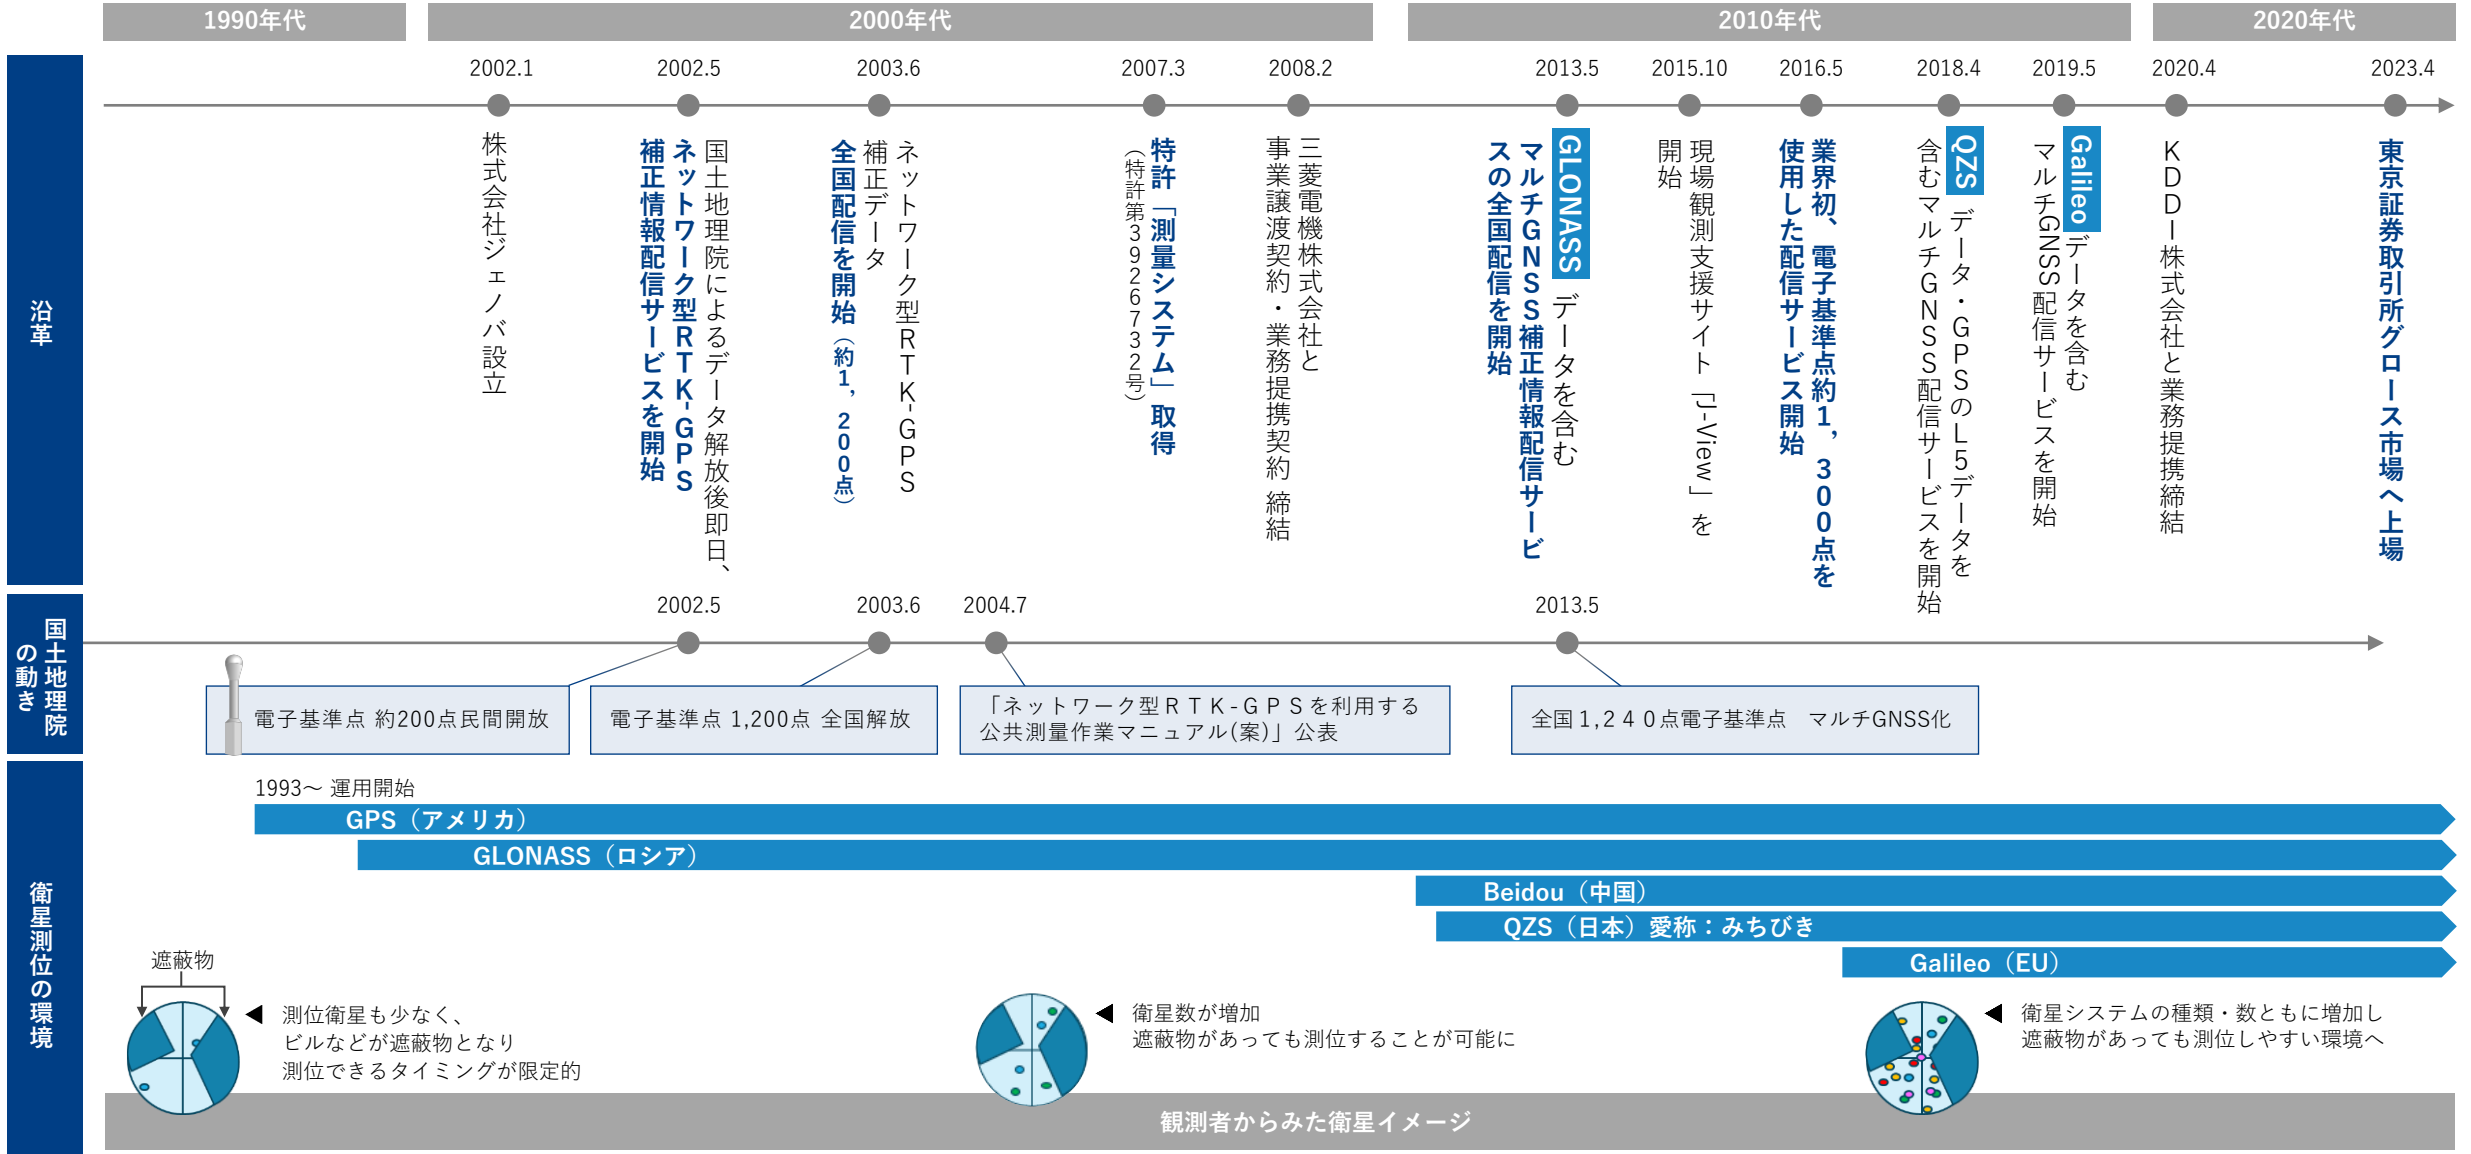 1990年代
2000年代
2010年代
2020年代
沿革
2002.1
株式会社ジェノバ 設立
2002.5
国土地理院によるデータ解放後即日、
ネットワーク型RTK-GPS
補正情報配信サービスを開始
2003.6
ネットワーク型RTK-GPS
補正データ
全国配信を開始（約1,200点）
2007.3
特許「測量システム」取得
（特許第3926732号）
2008.2
三菱電機株式会社と
事業譲渡契約・業務提携契約 締結
2013.5
GLONASS データを含む
マルチGNSS補正情報配信サービ
スの全国配信を開始
2015.10
現場観測支援サイト「J-View」を
開始
2016.5
業界初、電子基準点約1,300点を
使用した配信サービス開始
2018.4
QZS データ・GPSのL5データを
含むマルチGNSS配信サービスを開始
2019.5
Galileo データを含む
マルチGNSS配信サービスを開始
2020.4
KDDI株式会社と業務提携締結
2023.4
東京証券取引所グロース市場へ上場
国土地理院
の動き
2002.5
2003.6
2004.7
2013.5
電子基準点 約200点民間開放
電子基準点 1,200点 全国解放
「ネットワーク型ＲＴＫ-ＧＰＳを利用する
公共測量作業マニュアル(案)」公表
全国１,２４０点電子基準点　マルチGNSS化
衛星測位の環境
1993～ 運用開始
GPS（アメリカ）
GLONASS（ロシア）
Beidou（中国）
QZS（日本）愛称：みちびき
Galileo（EU）
遮蔽物
測位衛星も少なく、
ビルなどが遮蔽物となり
測位できるタイミングが限定的
衛星数が増加
遮蔽物があっても測位することが可能に
衛星システムの種類・数ともに増加し
遮蔽物があっても測位しやすい環境へ
観測者からみた衛星イメージ